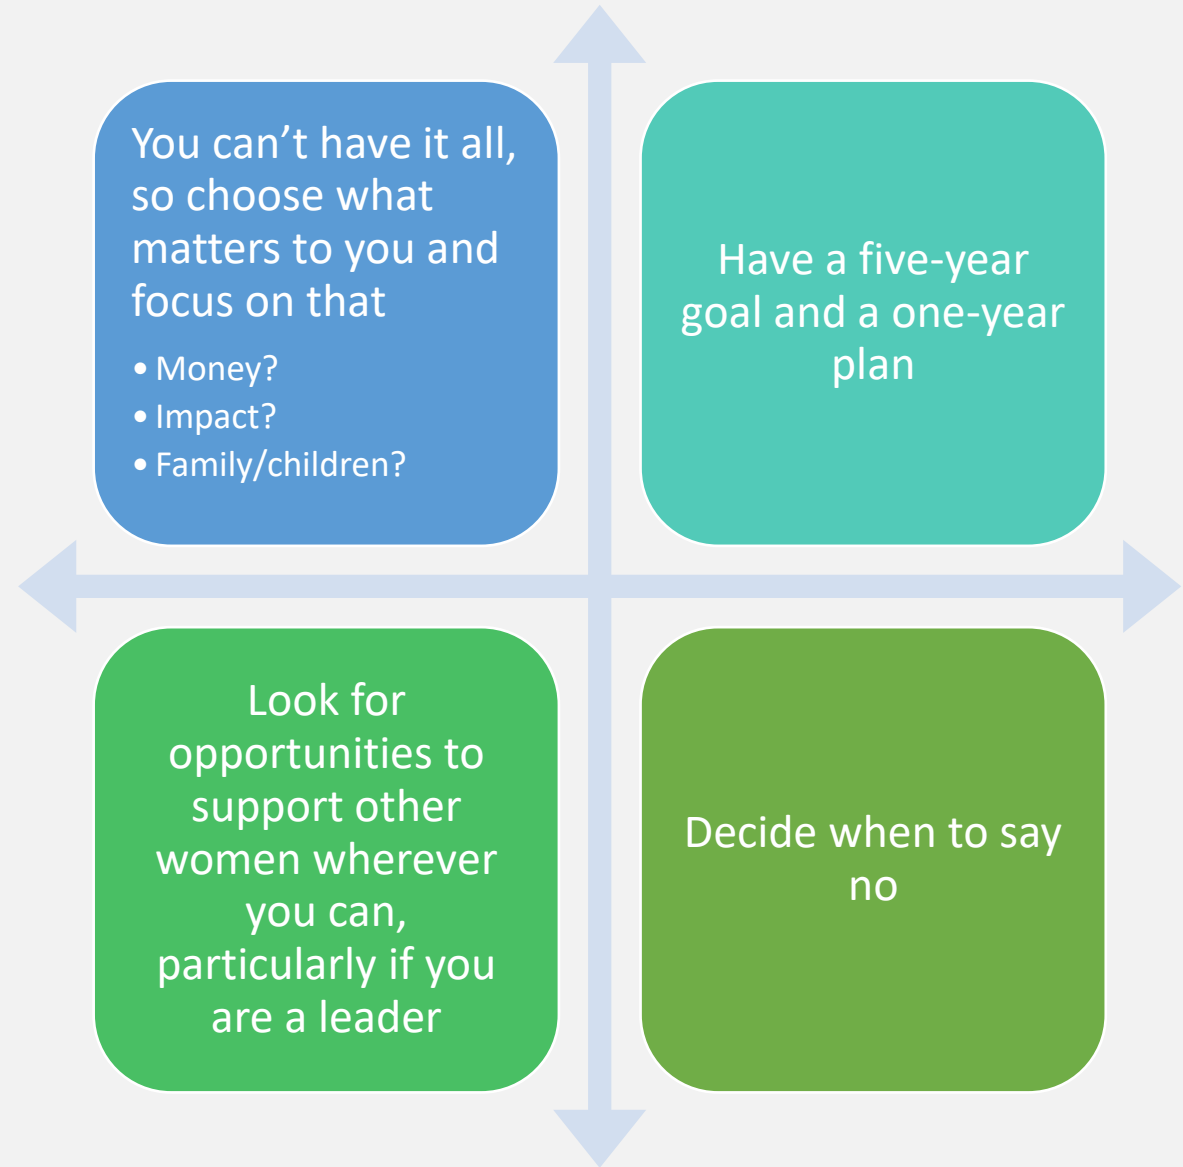 You can’t have it all,
so choose what
matters to you and
focus on that
• Money?
• Impact?
• Family/children?
Have a five-year
goal and a one-year
plan
Look for
opportunities to
support other
women wherever
you can,
particularly if you
are a leader
Decide when to say
no